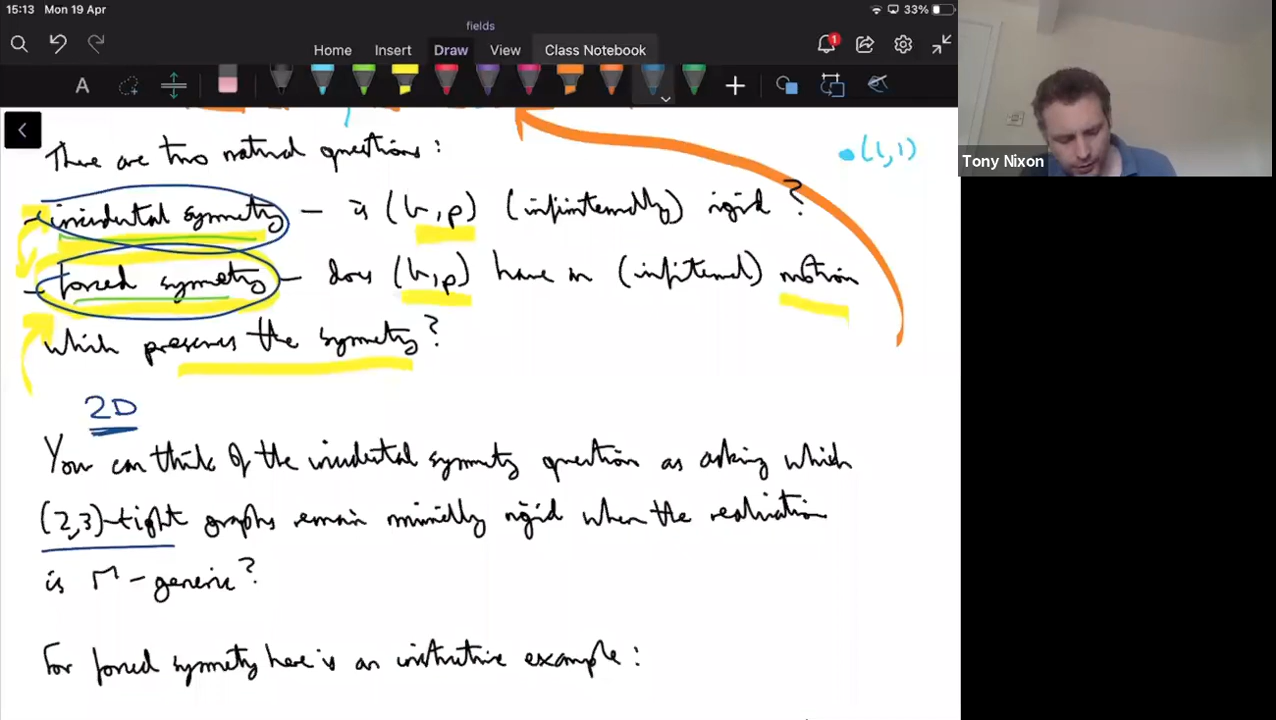 15:13 Mon 19 Apr
33%
fields
Home Insert Draw View Class Notebook
1
There are two natural questions:
(1,1)
Tony Nixon
- incidental symmetry - is (G,p) (infinitesimally) rigid?
- forced symmetry - does (G,p) have an (infinitesimal) motion
which preserves the symmetry?
2D
You can think of the incidental symmetry question as asking which
(2,3)-tight graphs remain minimally rigid when the realisation
is Γ-generic?
For forced symmetry here is an instructive example: